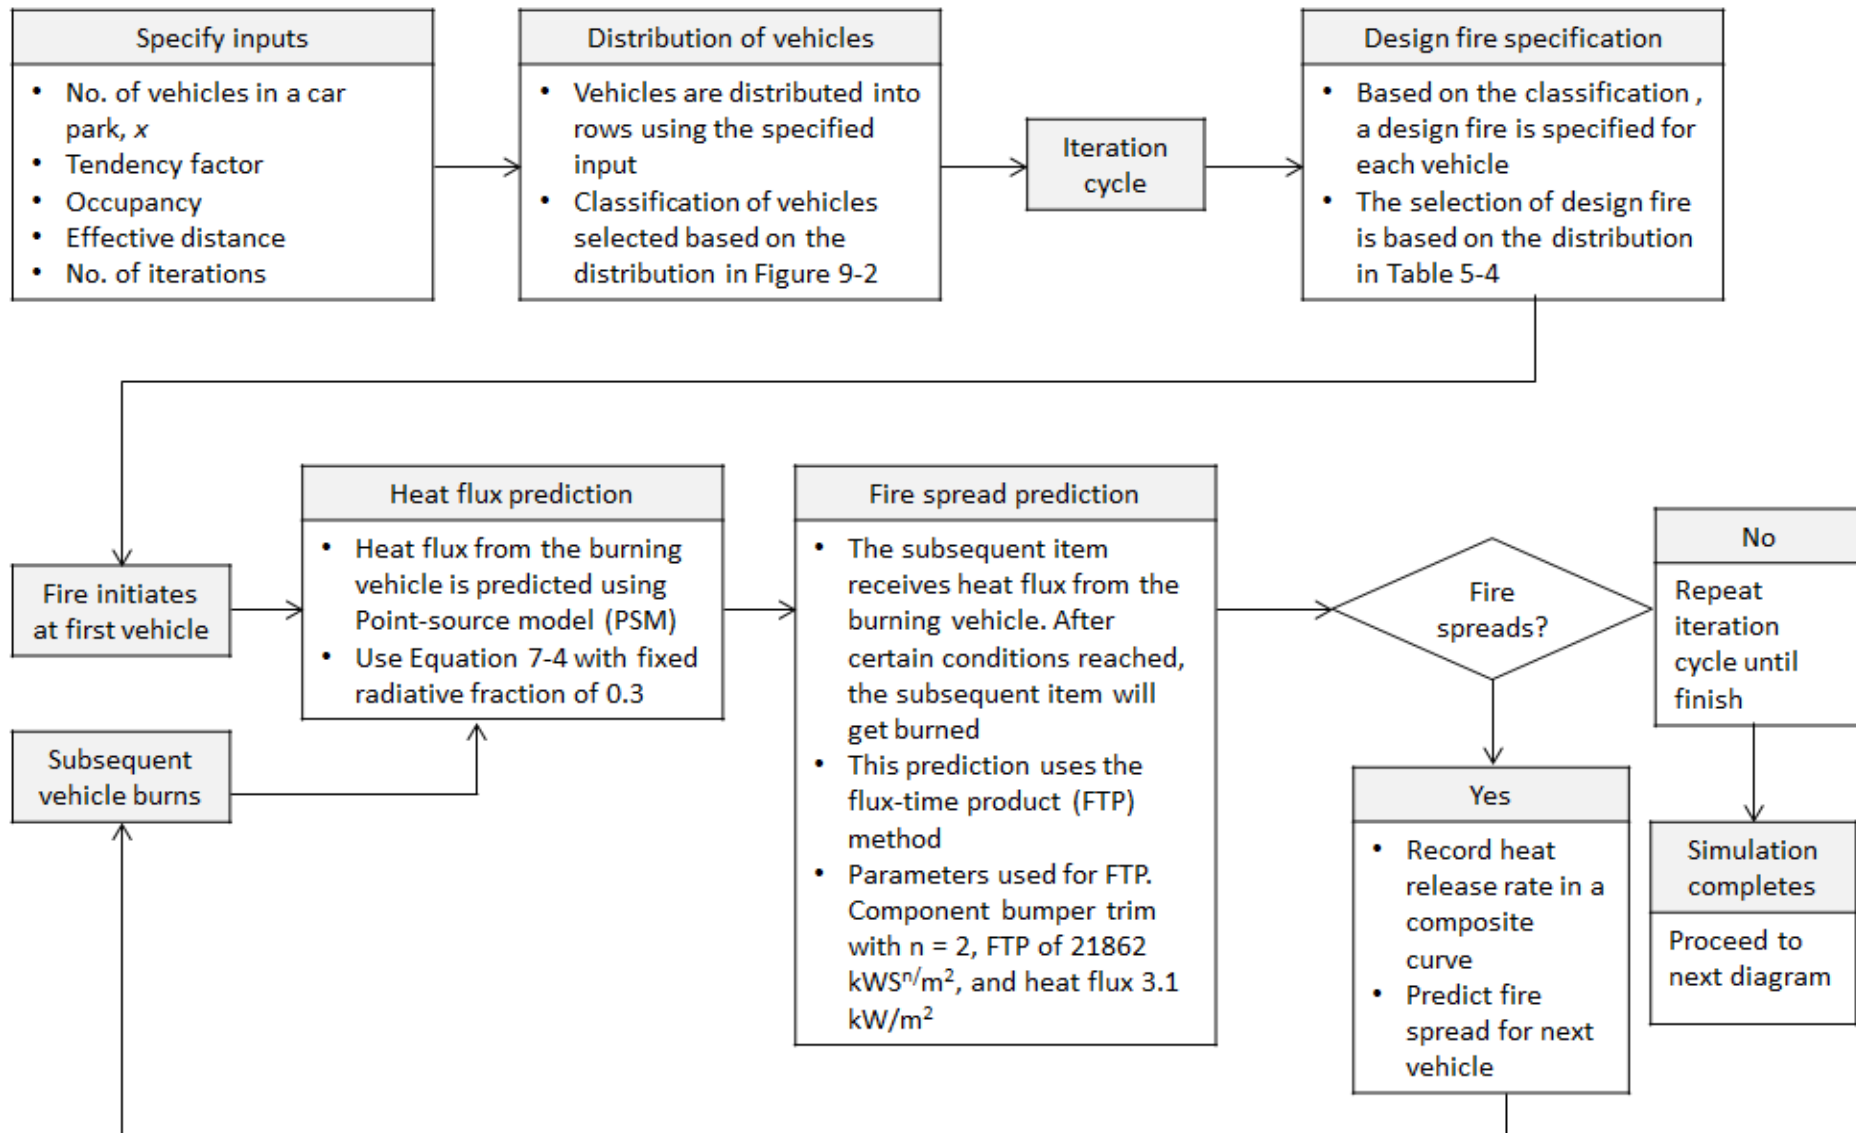 Specify inputs
• No. of vehicles in a car
park, x
• Tendency factor
• Occupancy
• Effective distance
• No. of iterations
Distribution of vehicles
• Vehicles are distributed into
rows using the specified
input
• Classification of vehicles
selected based on the
distribution in Figure 9-2
Iteration
cycle
Design fire specification
• Based on the classification ,
a design fire is specified for
each vehicle
• The selection of design fire
is based on the distribution
in Table 5-4
Fire initiates
at first vehicle
Subsequent
vehicle burns
Heat flux prediction
• Heat flux from the burning
vehicle is predicted using
Point-source model (PSM)
• Use Equation 7-4 with fixed
radiative fraction of 0.3
Fire spread prediction
• The subsequent item
receives heat flux from the
burning vehicle. After
certain conditions reached,
the subsequent item will
get burned
• This prediction uses the
flux-time product (FTP)
method
• Parameters used for FTP.
Component bumper trim
with n = 2, FTP of 21862
kWSⁿ/m², and heat flux 3.1
kW/m²
Fire
spreads?
No
Repeat
iteration
cycle until
finish
Yes
• Record heat
release rate in a
composite
curve
• Predict fire
spread for next
vehicle
Simulation
completes
Proceed to
next diagram